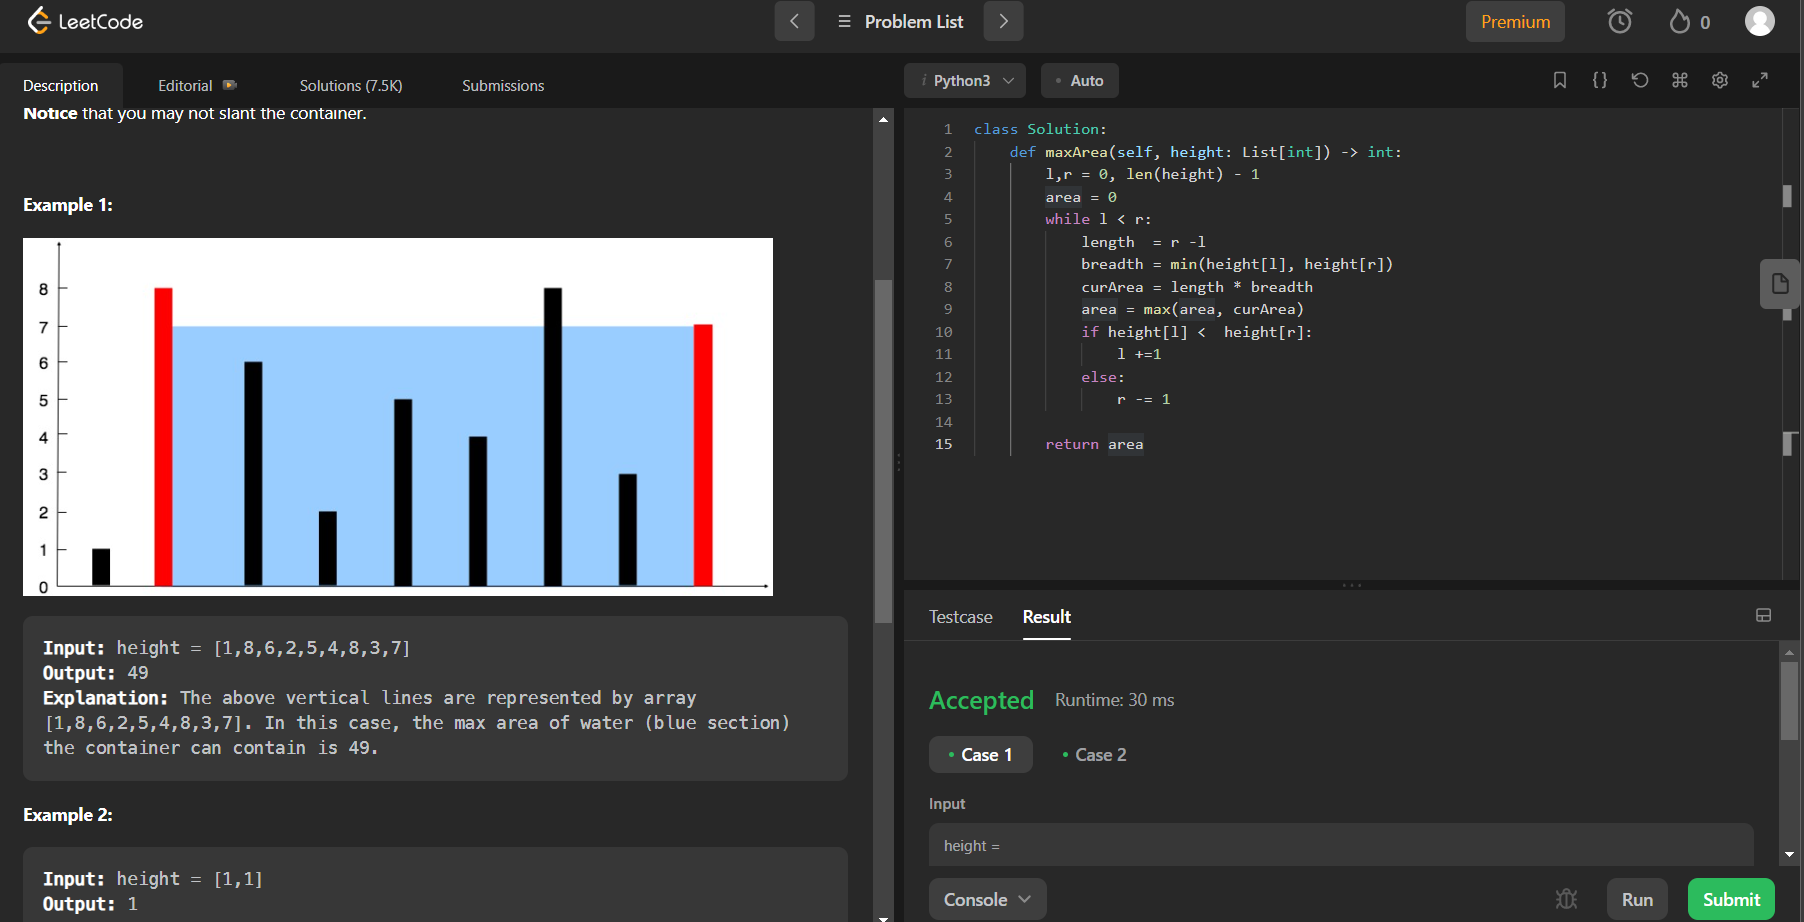 LeetCode
Problem List
Premium
0
Description
Editorial
Solutions (7.5K)
Submissions
Notice that you may not slant the container.
Example 1:
8
7
6
5
4
3
2
1
0
Input: height = [1,8,6,2,5,4,8,3,7]
Output: 49
Explanation: The above vertical lines are represented by array
[1,8,6,2,5,4,8,3,7]. In this case, the max area of water (blue section)
the container can contain is 49.
Example 2:
Input: height = [1,1]
Output: 1
i Python3
• Auto
1 class Solution:
2     def maxArea(self, height: List[int]) -> int:
3         l,r = 0, len(height) - 1
4         area = 0
5         while l < r:
6             length  = r -l
7             breadth = min(height[l], height[r])
8             curArea = length * breadth
9             area = max(area, curArea)
10             if height[l] <  height[r]:
11                 l +=1
12             else:
13                 r -= 1
14
15         return area
Testcase
Result
Accepted
Runtime: 30 ms
• Case 1
• Case 2
Input
height =
Console
Run
Submit